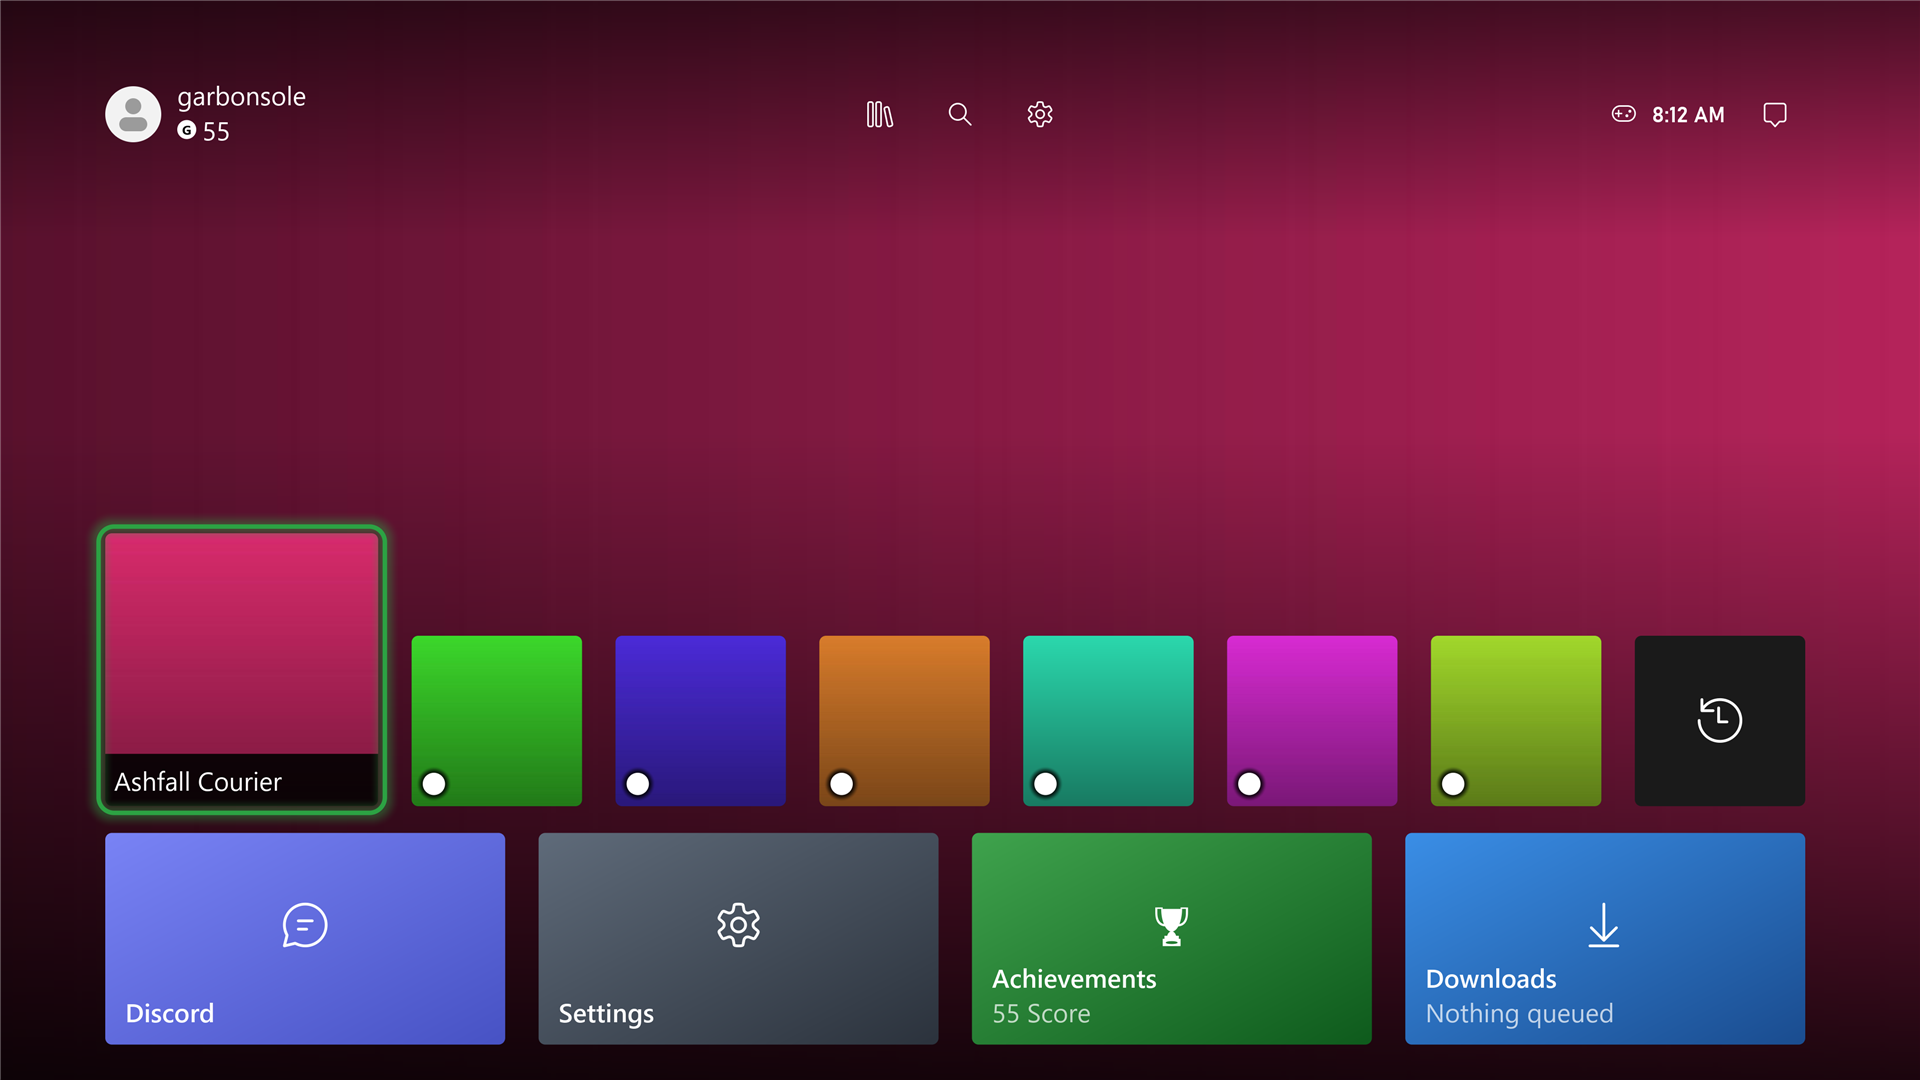 garbonsole
G 55
8:12 AM
Ashfall Courier
Discord
Settings
Achievements
55 Score
Downloads
Nothing queued